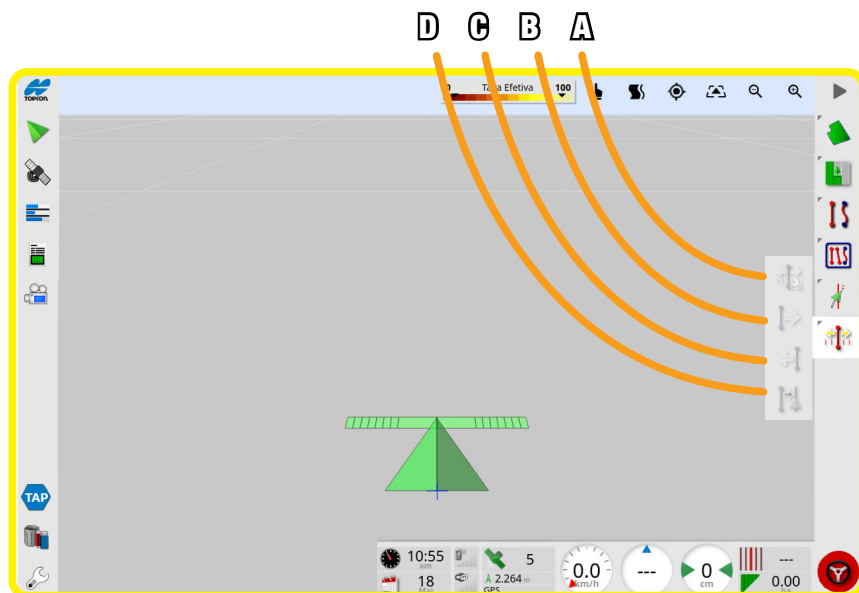 D C B A
TOPCON
Taxa Efetiva 100
TAP
10:55
am
5
18
2.264 m
GPS
0.0
km/h
---
0
cm
---
0.00
ha